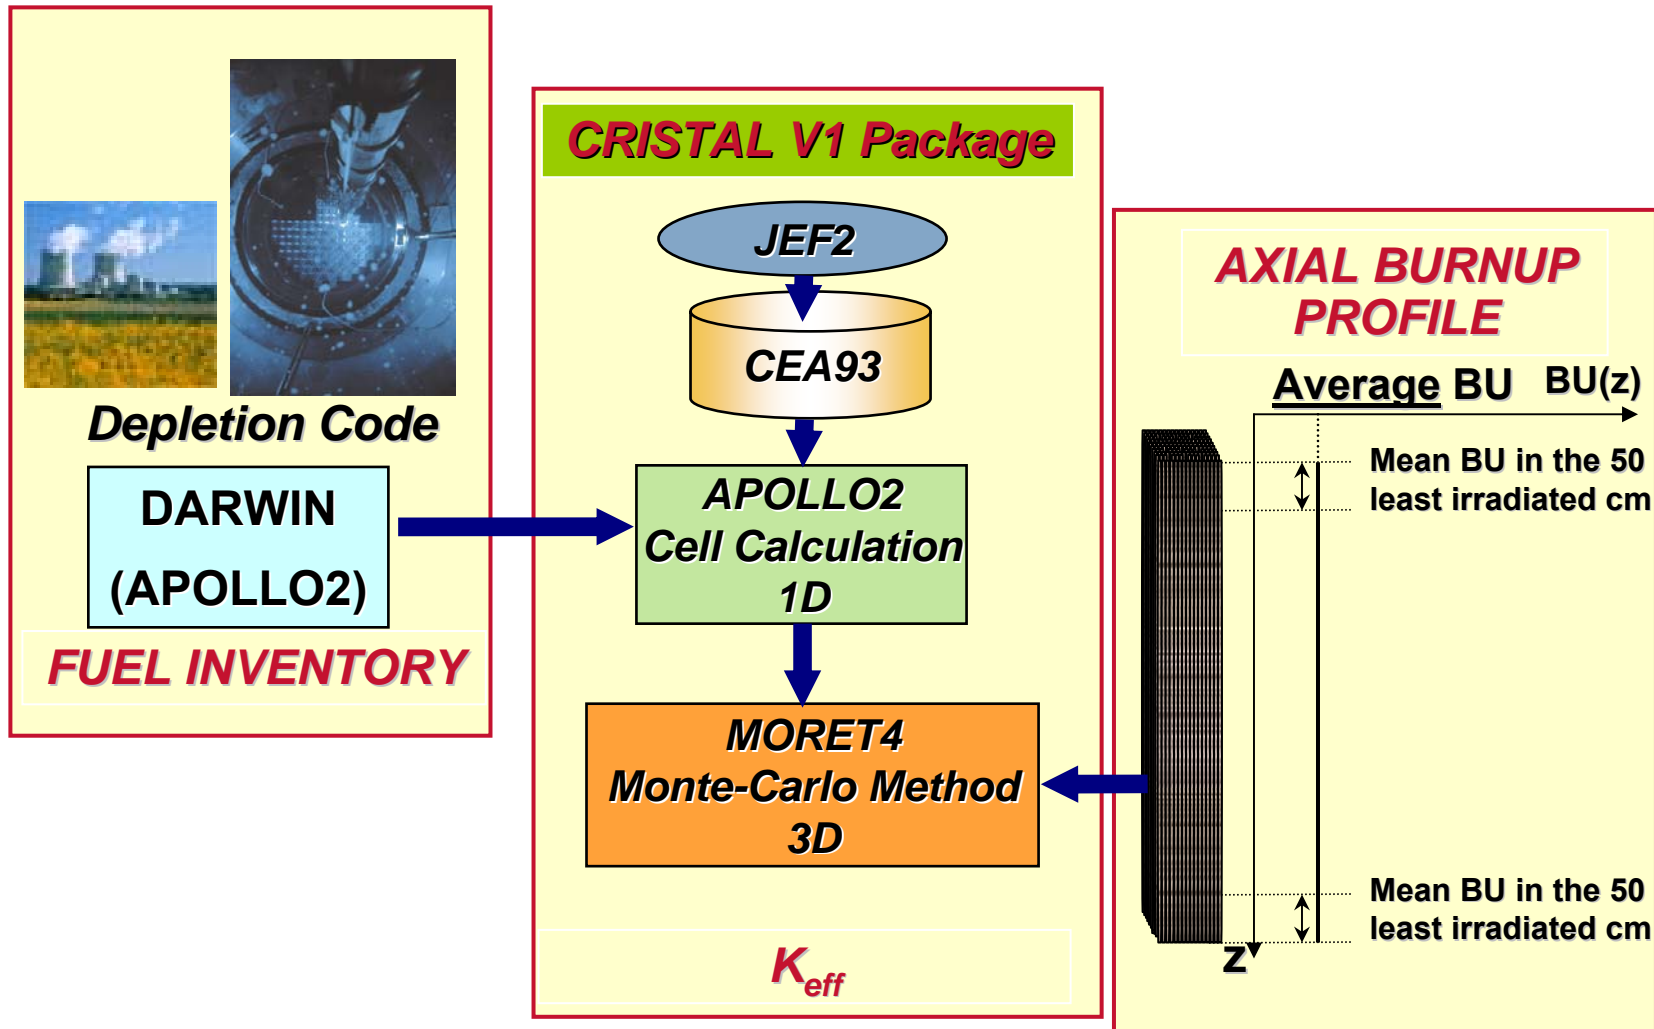 Depletion Code
DARWIN
(APOLLO2)
FUEL INVENTORY
CRISTAL V1 Package
JEF2
CEA93
APOLLO2
Cell Calculation
1D
MORET4
Monte-Carlo Method
3D
Keff
AXIAL BURNUP
PROFILE
Average BU BU(z)
Mean BU in the 50
least irradiated cm
Mean BU in the 50
least irradiated cm
z